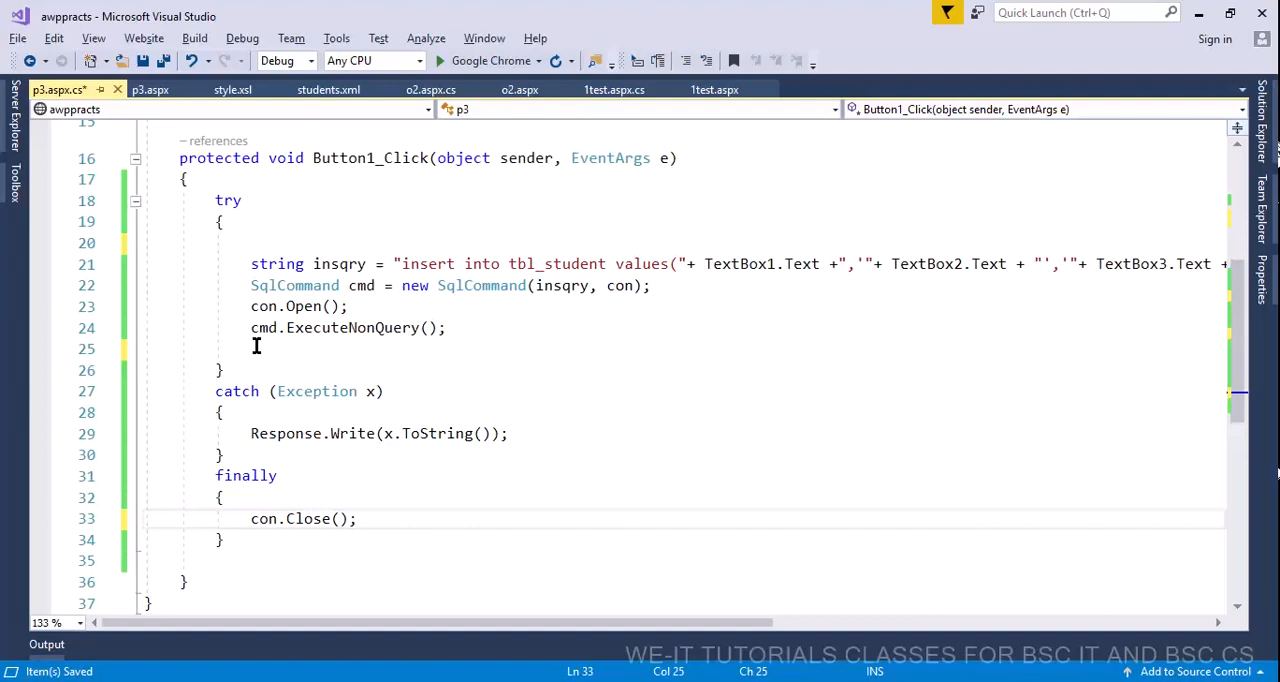 awppracts - Microsoft Visual Studio
Quick Launch (Ctrl+Q)
File Edit View Website Build Debug Team Tools Test Analyze Window Help
Sign in
Debug Any CPU Google Chrome
p3.aspx.cs* p3.aspx style.xsl students.xml o2.aspx.cs o2.aspx 1test.aspx.cs 1test.aspx
awppracts p3 Button1_Click(object sender, EventArgs e)
Server Explorer
Toolbox
Solution Explorer
Team Explorer
Properties
15
– references
16 protected void Button1_Click(object sender, EventArgs e)
17 {
18 try
19 {
20
21 string insqry = "insert into tbl_student values("+ TextBox1.Text +",'"+ TextBox2.Text + "','"+ TextBox3.Text +
22 SqlCommand cmd = new SqlCommand(insqry, con);
23 con.Open();
24 cmd.ExecuteNonQuery();
25
26 }
27 catch (Exception x)
28 {
29 Response.Write(x.ToString());
30 }
31 finally
32 {
33 con.Close();
34 }
35
36 }
37 }
133 %
Output
WE-IT TUTORIALS CLASSES FOR BSC IT AND BSC CS
Item(s) Saved Ln 33 Col 25 Ch 25 INS Add to Source Control